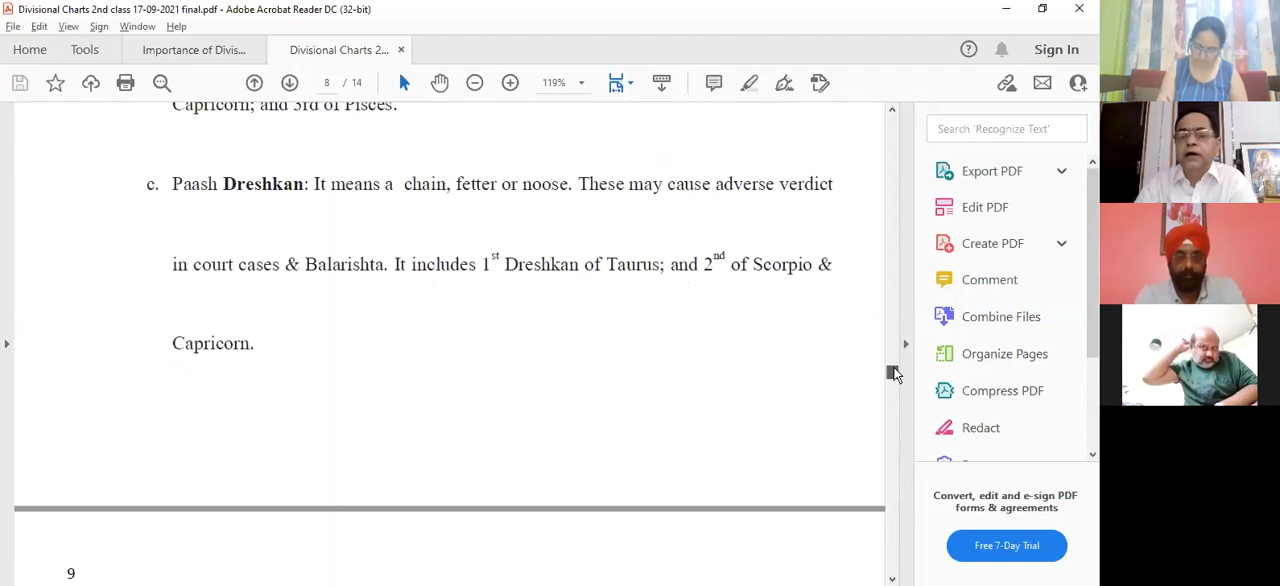 Divisional Charts 2nd class 17-09-2021 final.pdf - Adobe Acrobat Reader DC (32-bit)
File Edit View Sign Window Help
Home Tools Importance of Divis... Divisional Charts 2... × Sign In
8 / 14 119%
Capricorn; and 3rd of Pisces.
c. Paash Dreshkan: It means a chain, fetter or noose. These may cause adverse verdict
in court cases & Balarishta. It includes 1st Dreshkan of Taurus; and 2nd of Scorpio &
Capricorn.
9
Search 'Recognize Text'
Export PDF
Edit PDF
Create PDF
Comment
Combine Files
Organize Pages
Compress PDF
Redact
Convert, edit and e-sign PDF
forms & agreements
Free 7-Day Trial